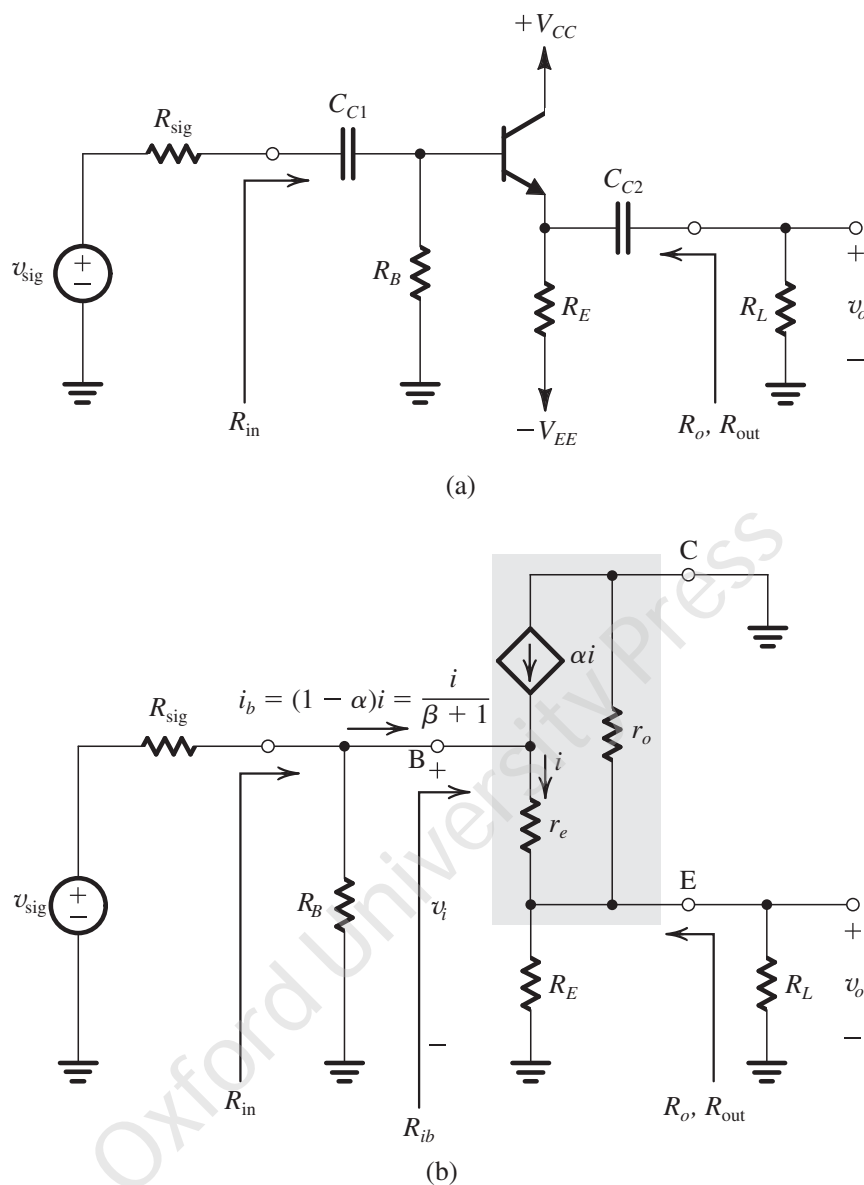 +V_CC
C_C1
R_sig
C_C2
v_sig
+
−
R_B
R_E
R_L
+
v_o
−
R_in
−V_EE
R_o, R_out
(a)
C
αi
i_b = (1 − α)i = i / (β + 1)
R_sig
r_o
B
+
i
r_e
E
v_sig
+
−
R_B
v_i
+
R_E
R_L
v_o
−
−
R_in
R_ib
R_o, R_out
(b)
Oxford University Press